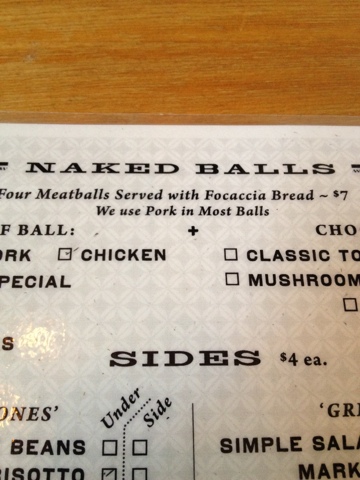 NAKED BALLS
Four Meatballs Served with Focaccia Bread ~ $7
We use Pork in Most Balls
F BALL: + CHO
ORK CHICKEN CLASSIC TO
PECIAL MUSHROOM
S
SIDES $4 ea.
Under
Side
ONES' 'GRE
BEANS SIMPLE SALA
RISOTTO MARK